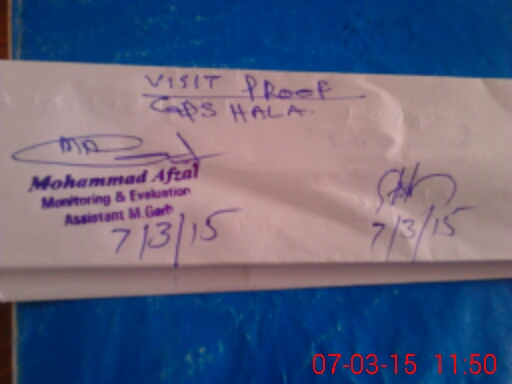 VISIT PROOF
GGPS HALA.
MA
Mohammad Afzal
Monitoring & Evaluation
Assistant M.Garh
7/3/15
7/3/15
07-03-15 11:50